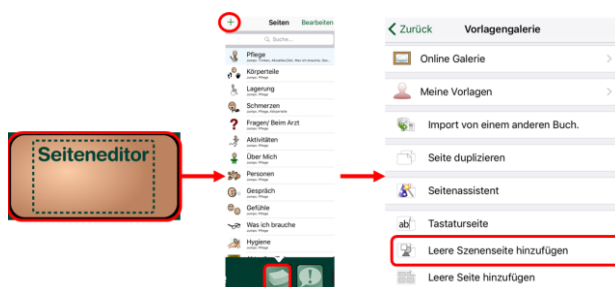 Seiteneditor
Seiten
Bearbeiten
Suche...
Pflege
Körperteile
Lagerung
Schmerzen
Fragen/ Beim Arzt
Aktivitäten
Über Mich
Personen
Gespräch
Gefühle
Was ich brauche
Hygiene
Zurück
Vorlagengalerie
Online Galerie
Meine Vorlagen
Import von einem anderen Buch.
Seite duplizieren
Seitenassistent
ab
Tastaturseite
Leere Szenenseite hinzufügen
Leere Seite hinzufügen